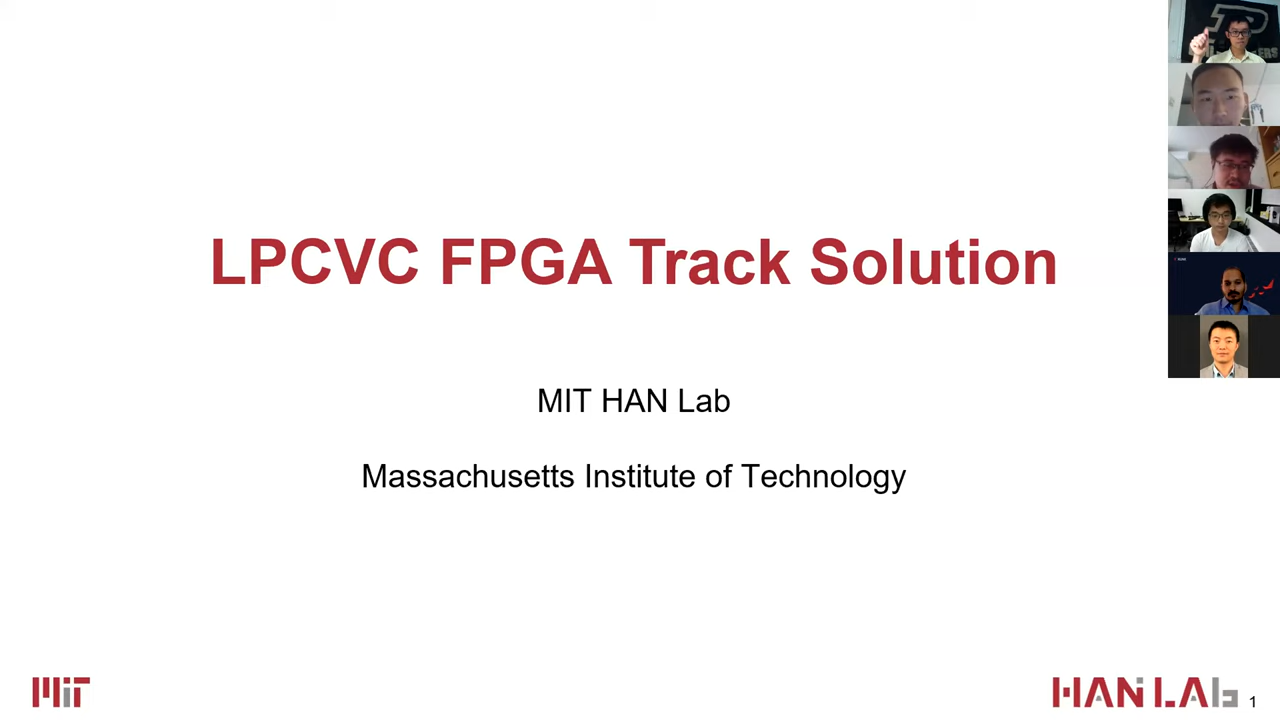 LPCVC FPGA Track Solution
MIT HAN Lab
Massachusetts Institute of Technology
MiT
HAN LAb
1